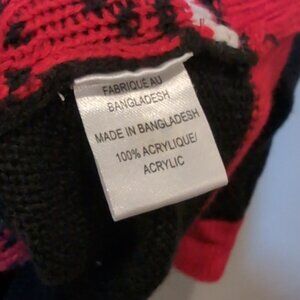 FABRIQUE AU
BANGLADESH
MADE IN BANGLADESH
100% ACRYLIQUE/
ACRYLIC